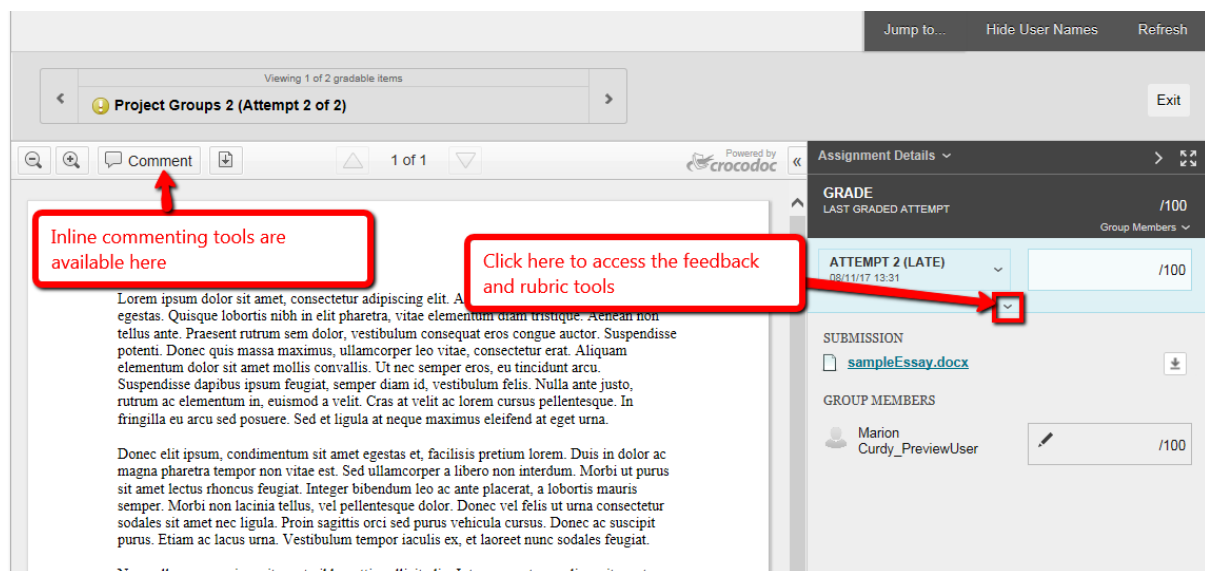 Jump to... Hide User Names Refresh
Viewing 1 of 2 gradable items
Project Groups 2 (Attempt 2 of 2)
Exit
Comment
1 of 1
Powered by
crocodoc
Assignment Details
GRADE
LAST GRADED ATTEMPT
/100
Group Members
Inline commenting tools are
available here
Click here to access the feedback
and rubric tools
ATTEMPT 2 (LATE)
08/11/17 13:31
/100
Lorem ipsum dolor sit amet, consectetur adipiscing elit. A
egestas. Quisque lobortis nibh in elit pharetra, vitae elementum diam tristique. Aenean non
tellus ante. Praesent rutrum sem dolor, vestibulum consequat eros congue auctor. Suspendisse
potenti. Donec quis massa maximus, ullamcorper leo vitae, consectetur erat. Aliquam
elementum dolor sit amet mollis convallis. Ut nec semper eros, eu tincidunt arcu.
Suspendisse dapibus ipsum feugiat, semper diam id, vestibulum felis. Nulla ante justo,
rutrum ac elementum in, euismod a velit. Cras at velit ac lorem cursus pellentesque. In
fringilla eu arcu sed posuere. Sed et ligula at neque maximus eleifend at eget urna.
Donec elit ipsum, condimentum sit amet egestas et, facilisis pretium lorem. Duis in dolor ac
magna pharetra tempor non vitae est. Sed ullamcorper a libero non interdum. Morbi ut purus
sit amet lectus rhoncus feugiat. Integer bibendum leo ac ante placerat, a lobortis mauris
semper. Morbi non lacinia tellus, vel pellentesque dolor. Donec vel felis ut urna consectetur
sodales sit amet nec ligula. Proin sagittis orci sed purus vehicula cursus. Donec ac suscipit
purus. Etiam ac lacus urna. Vestibulum tempor iaculis ex, et laoreet nunc sodales feugiat.
SUBMISSION
sampleEssay.docx
GROUP MEMBERS
Marion
Curdy_PreviewUser
/100